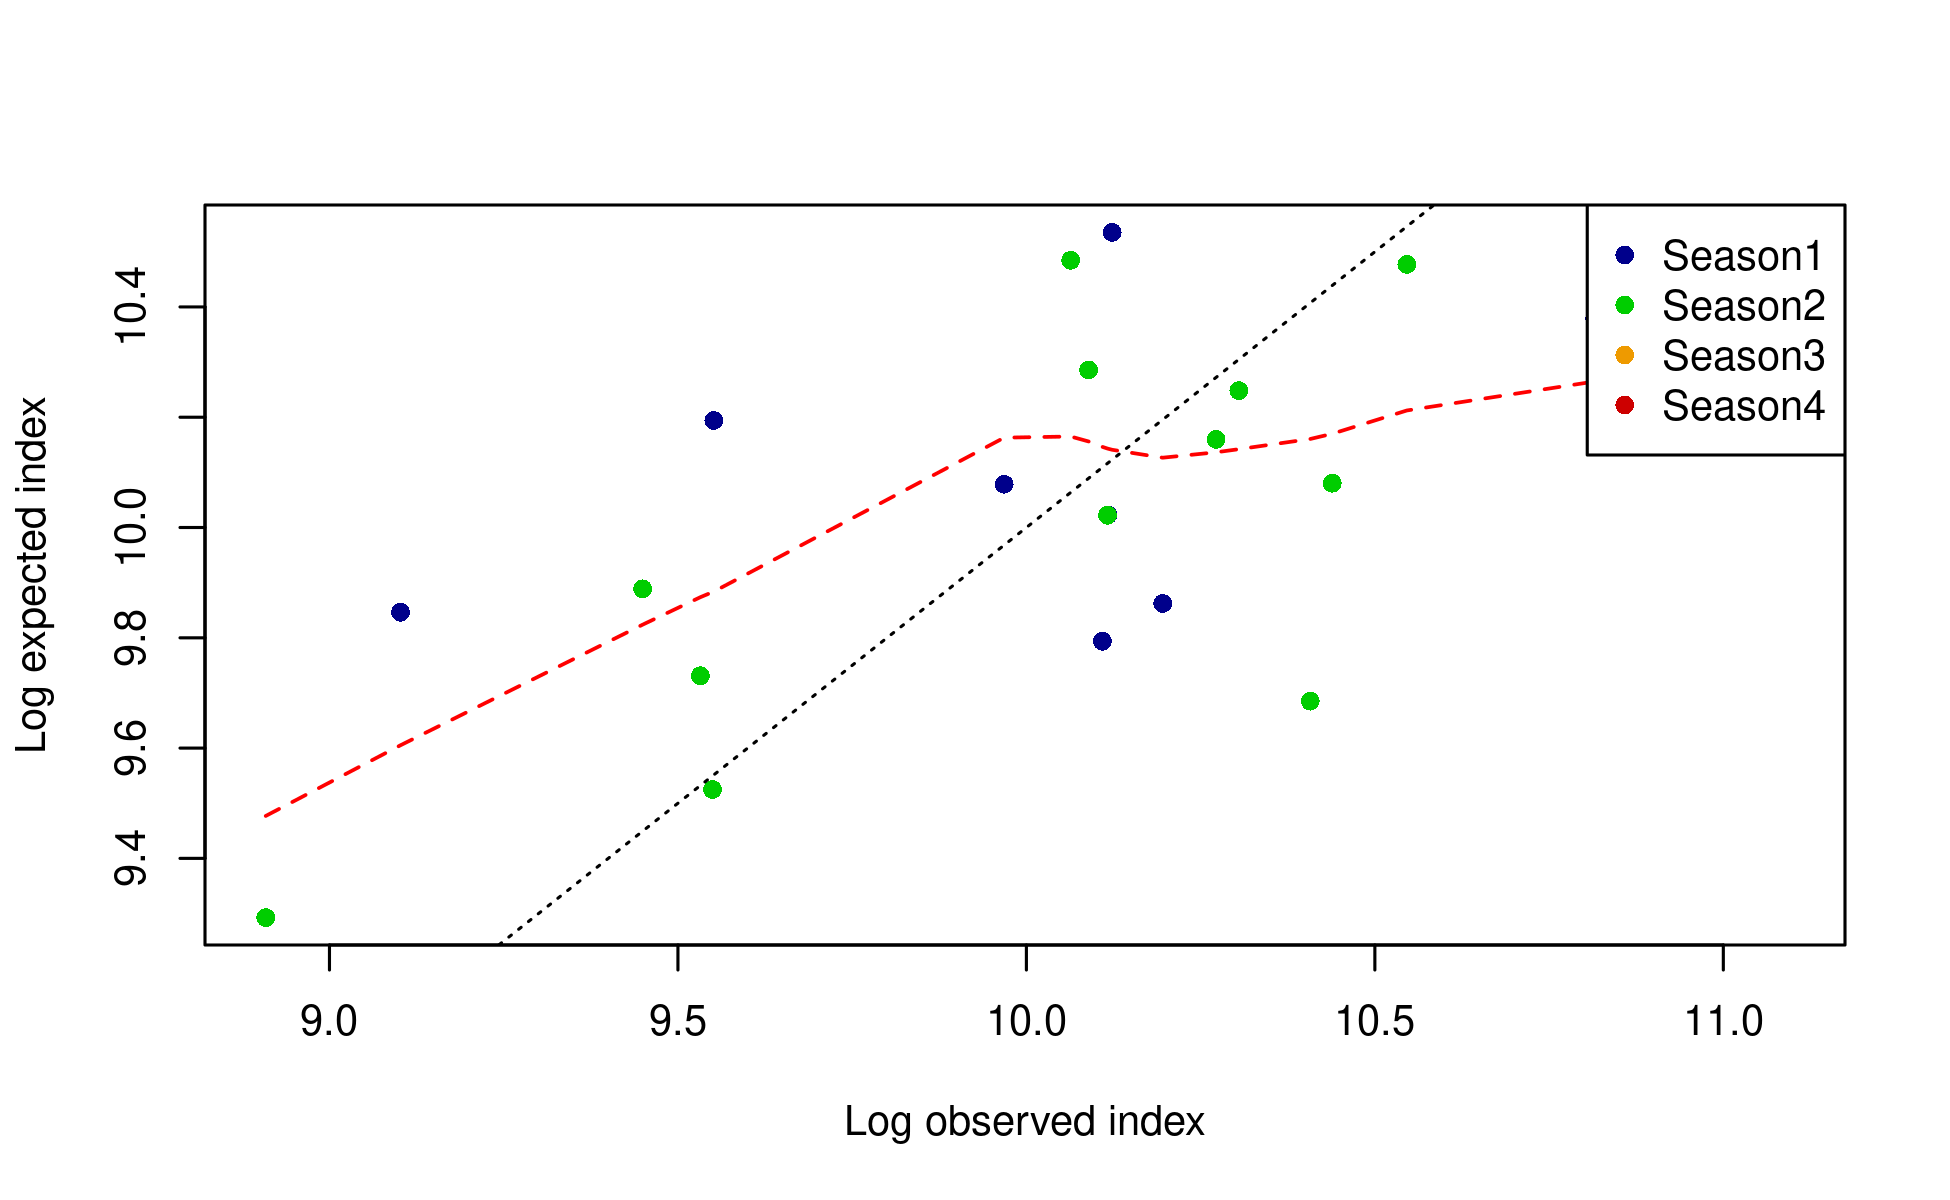 Season1
Season2
Season3
Season4
Log expected index
10.4
10.0
9.8
9.6
9.4
9.0 9.5 10.0 10.5 11.0
Log observed index